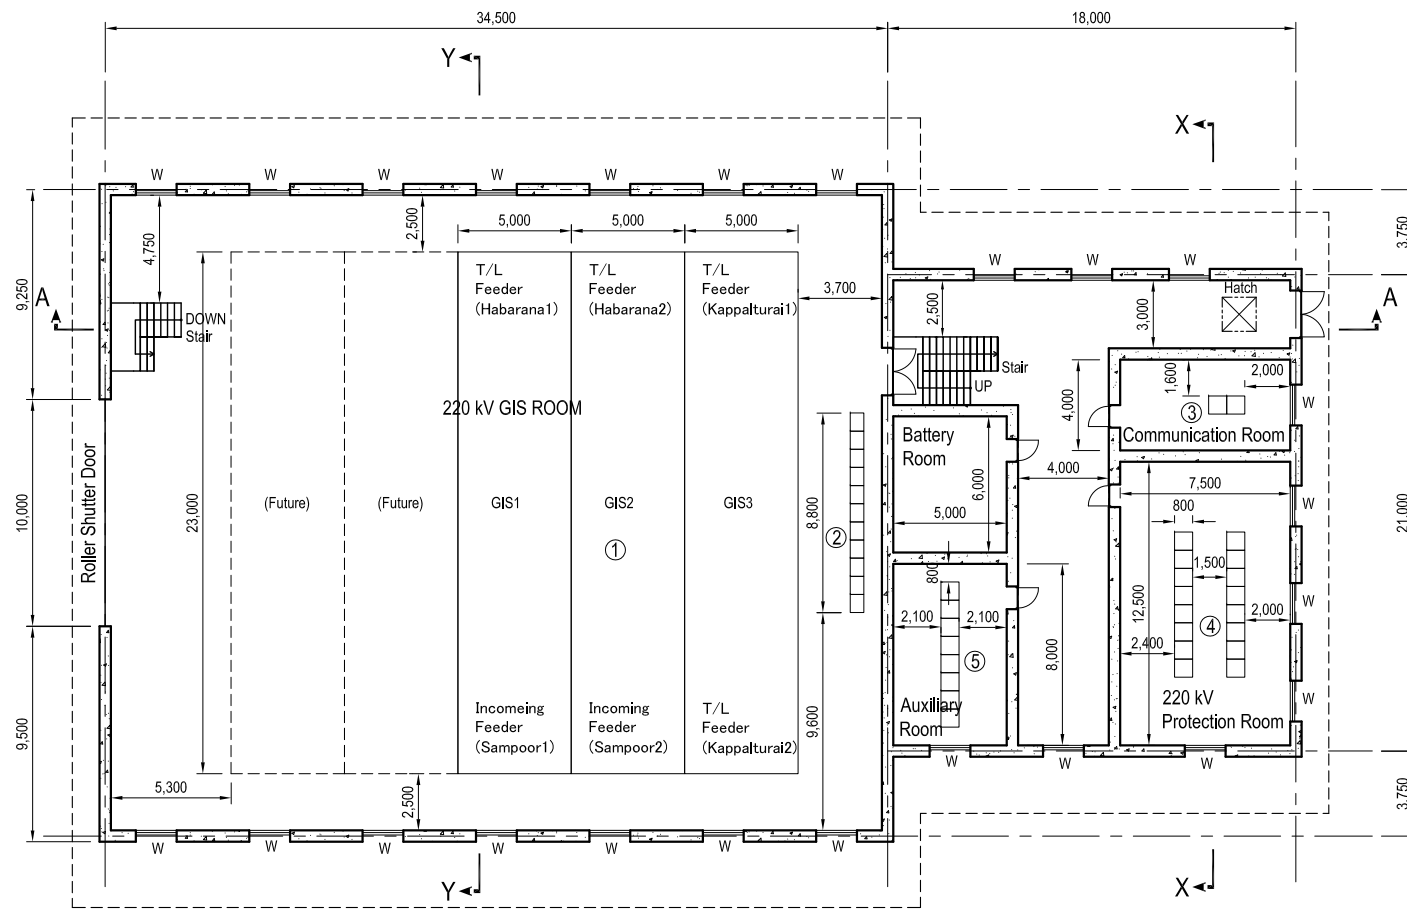 34,500
18,000
Y
X
W
W
W
W
W
W
W
5,000
5,000
5,000
2,500
4,750
3,750
9,250
A
DOWN
Stair
T/L
Feeder
(Habarana1)
T/L
Feeder
(Habarana2)
T/L
Feeder
(Kappalturai1)
3,700
W
W
W
2,500
3,000
Hatch
A
Stair
UP
1,600
2,000
4,000
③
Communication Room
W
220 kV GIS ROOM
Battery
Room
6,000
5,000
4,000
7,500
W
Roller Shutter Door
10,000
23,000
(Future)
(Future)
GIS1
GIS2
GIS3
①
8,800
②
800
1,500
12,500
④
2,000
2,400
W
21,000
800
2,100
2,100
⑤
8,000
Auxiliary
Room
220 kV
Protection Room
W
9,500
Incomeing
Feeder
(Sampoor1)
Incoming
Feeder
(Sampoor2)
T/L
Feeder
(Kappalturai2)
9,600
W
W
W
5,300
2,500
3,750
W
W
W
W
W
W
W
Y
X